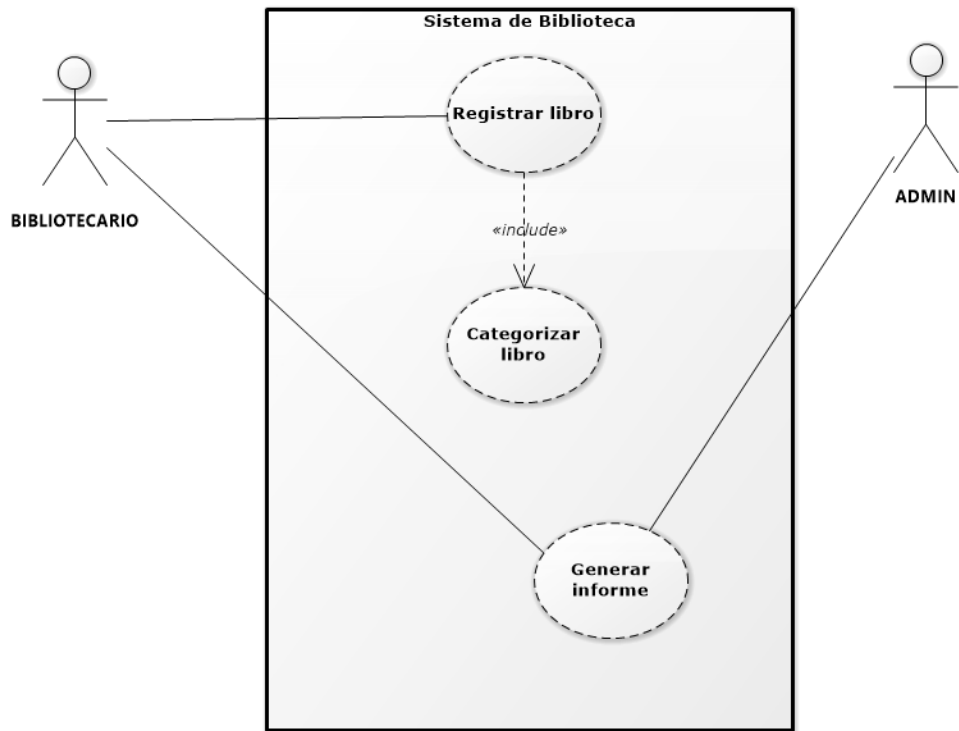 Sistema de Biblioteca
Registrar libro
BIBLIOTECARIO
ADMIN
«include»
Categorizar
libro
Generar
informe